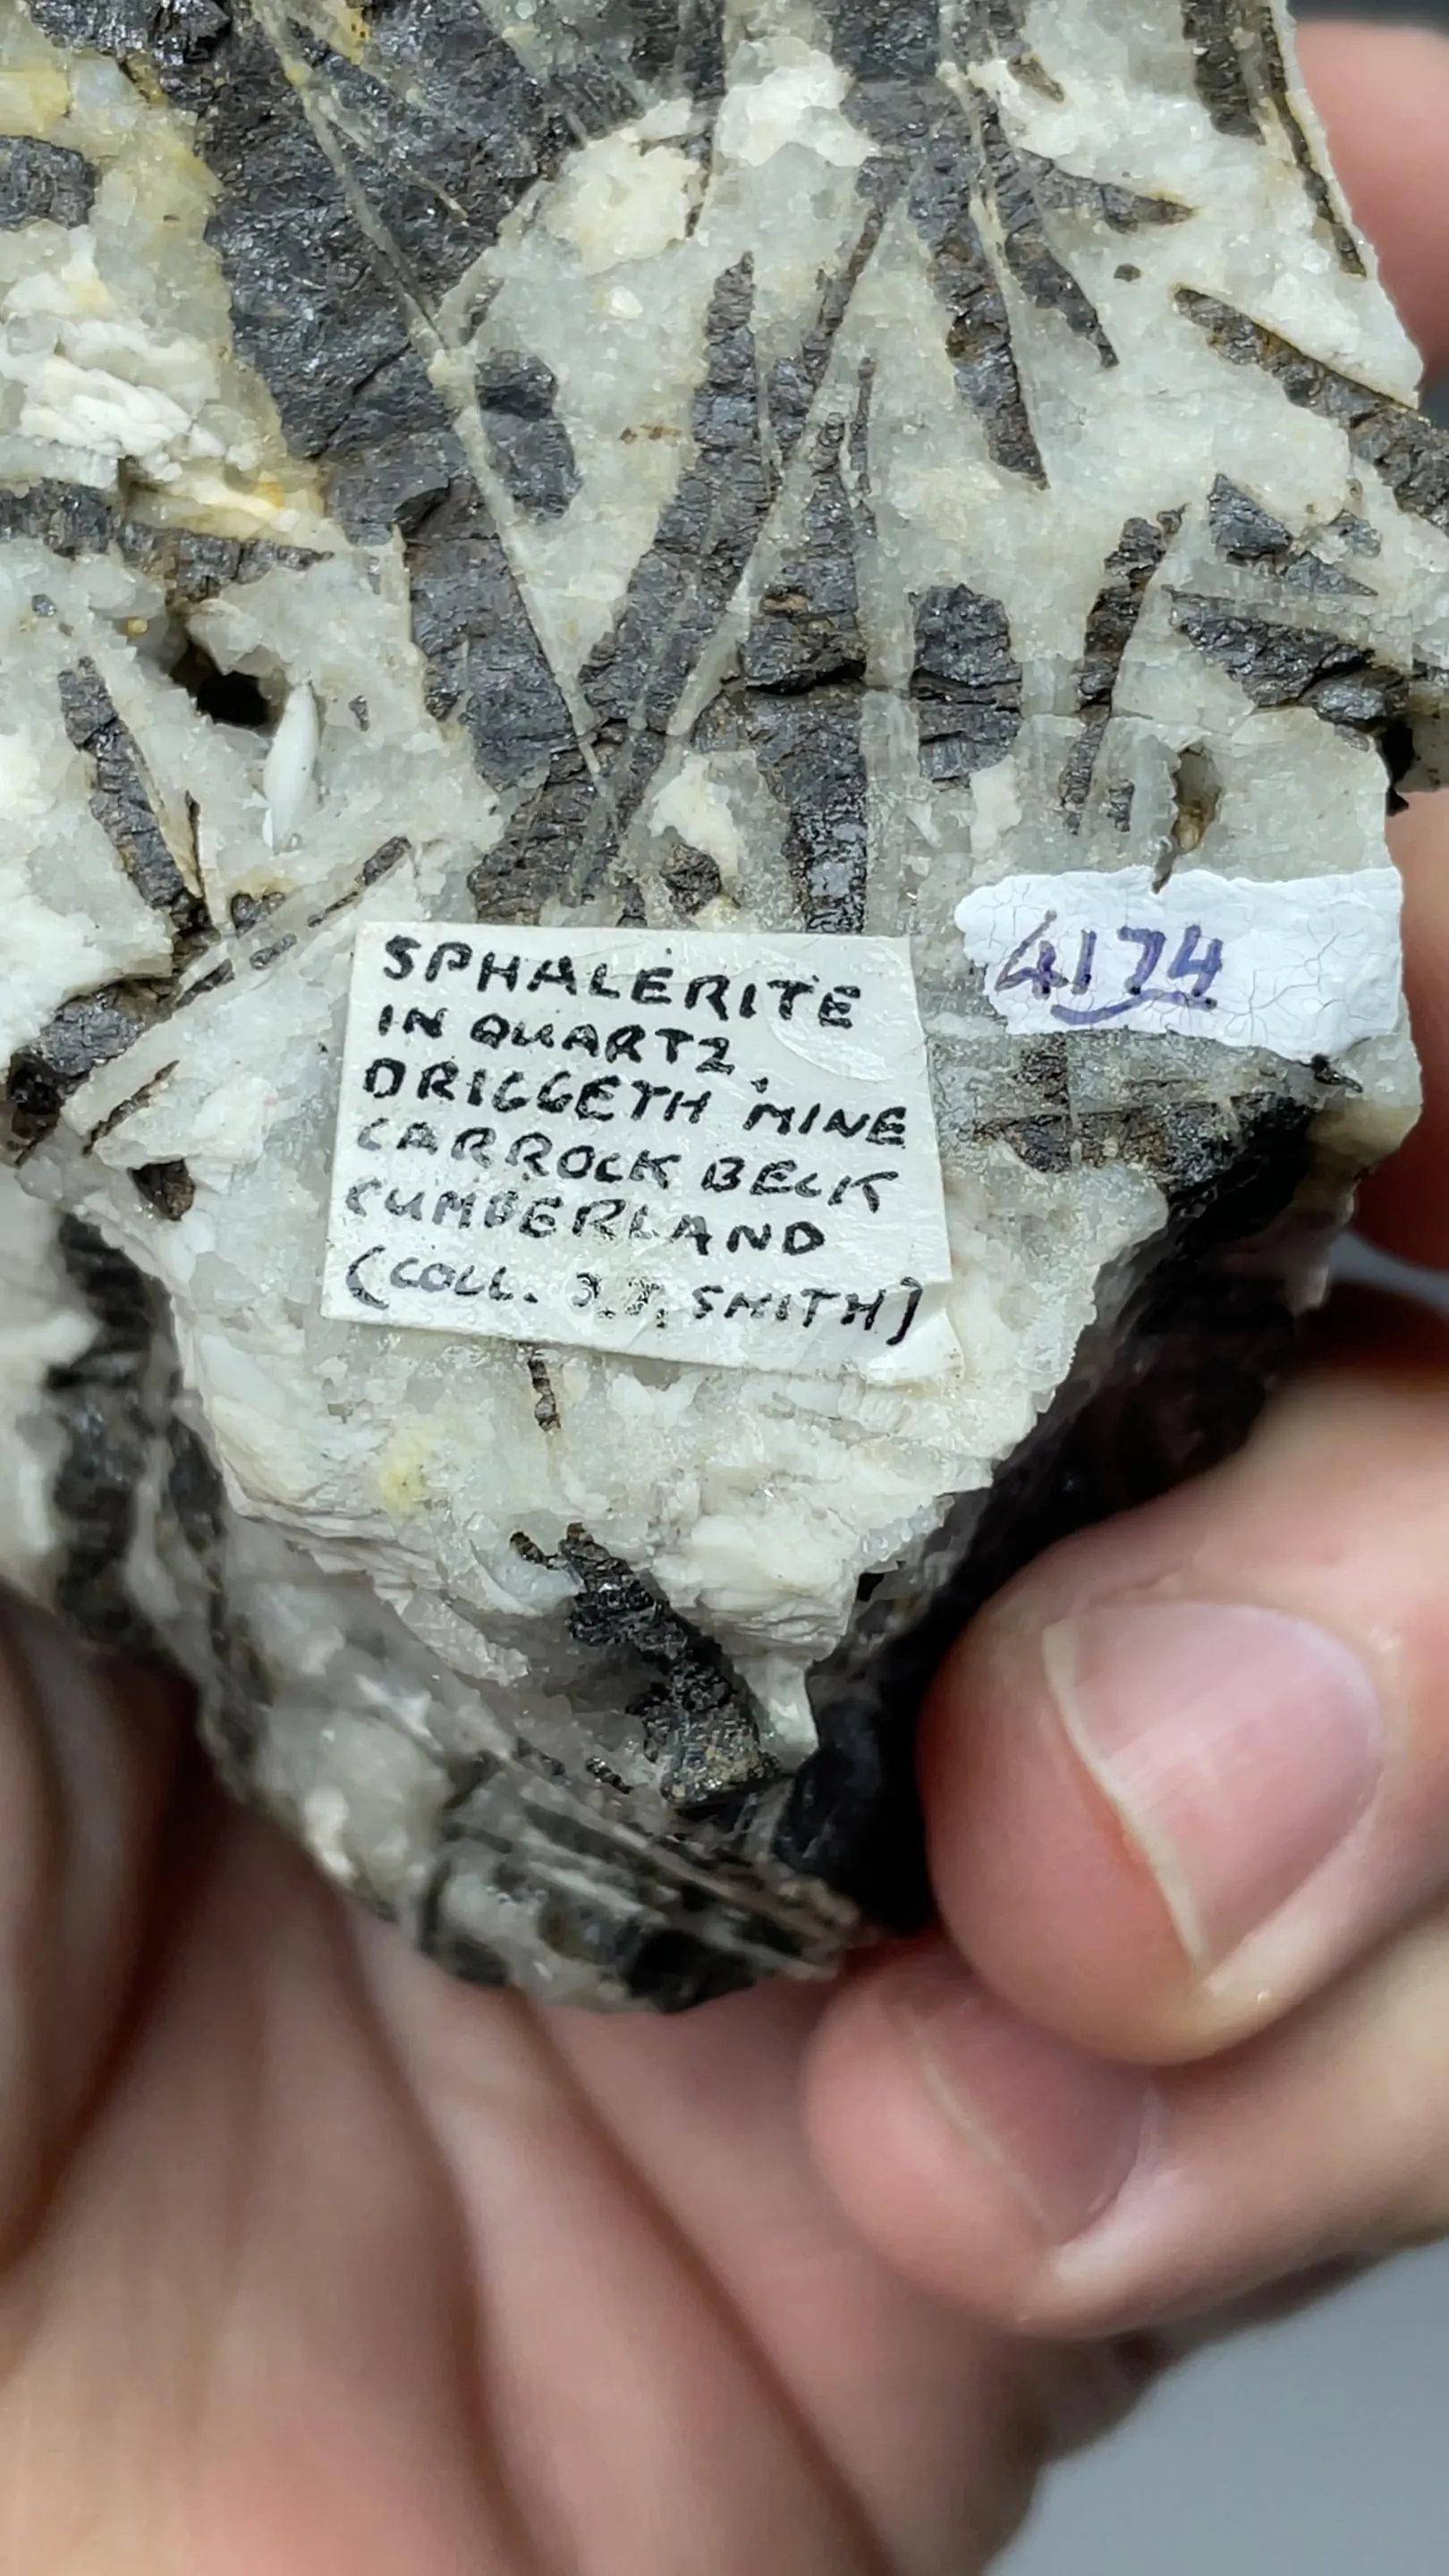 SPHALERITE
IN QUARTZ.
DRIGGETH MINE
CARROCK BECK
CUMBERLAND
(COLL. SMITH)
4174